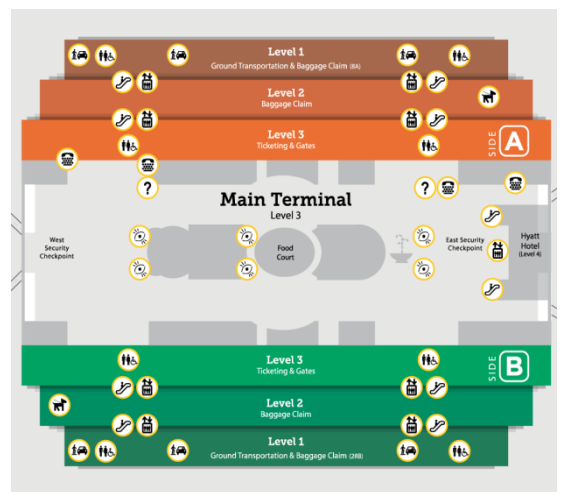 Level 1
Ground Transportation & Baggage Claim (8A)
Level 2
Baggage Claim
Level 3
Ticketing & Gates
SIDE A
?
?
Main Terminal
Level 3
West
Security
Checkpoint
Food
Court
East Security
Checkpoint
Hyatt
Hotel
(Level 4)
Level 3
Ticketing & Gates
SIDE B
Level 2
Baggage Claim
Level 1
Ground Transportation & Baggage Claim (28B)